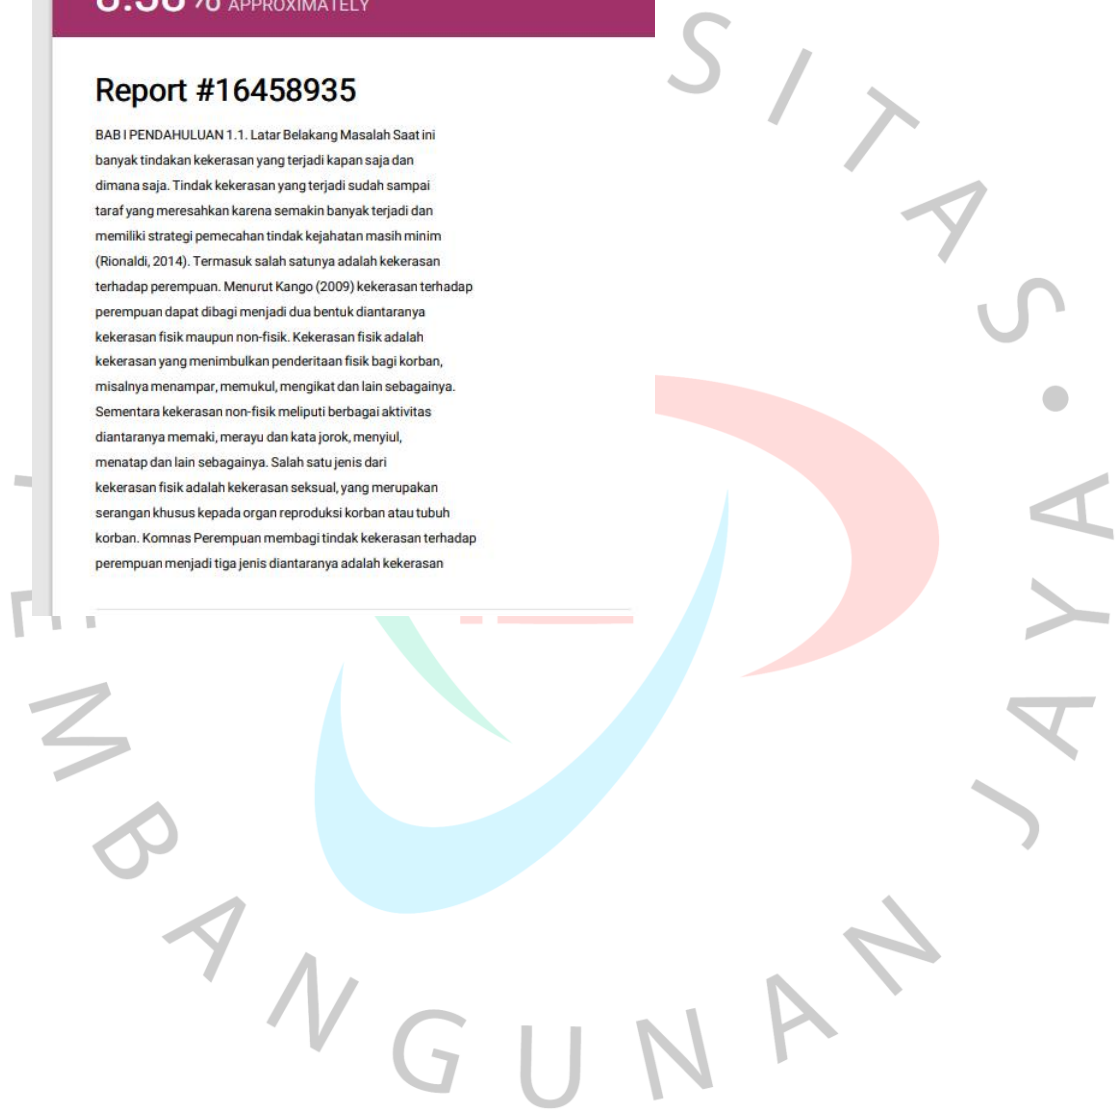 APPROXIMATELY
Report #16458935
BAB I PENDAHULUAN 1.1. Latar Belakang Masalah Saat ini
banyak tindakan kekerasan yang terjadi kapan saja dan
dimana saja. Tindak kekerasan yang terjadi sudah sampai
taraf yang meresahkan karena semakin banyak terjadi dan
memiliki strategi pemecahan tindak kejahatan masih minim
(Rionaldi, 2014). Termasuk salah satunya adalah kekerasan
terhadap perempuan. Menurut Kango (2009) kekerasan terhadap
perempuan dapat dibagi menjadi dua bentuk diantaranya
kekerasan fisik maupun non-fisik. Kekerasan fisik adalah
kekerasan yang menimbulkan penderitaan fisik bagi korban,
misalnya menampar, memukul, mengikat dan lain sebagainya.
Sementara kekerasan non-fisik meliputi berbagai aktivitas
diantaranya memaki, merayu dan kata jorok, menyiul,
menatap dan lain sebagainya. Salah satu jenis dari
kekerasan fisik adalah kekerasan seksual, yang merupakan
serangan khusus kepada organ reproduksi korban atau tubuh
korban. Komnas Perempuan membagi tindak kekerasan terhadap
perempuan menjadi tiga jenis diantaranya adalah kekerasan
SITAS • 
EMBANGUNAN JAYA